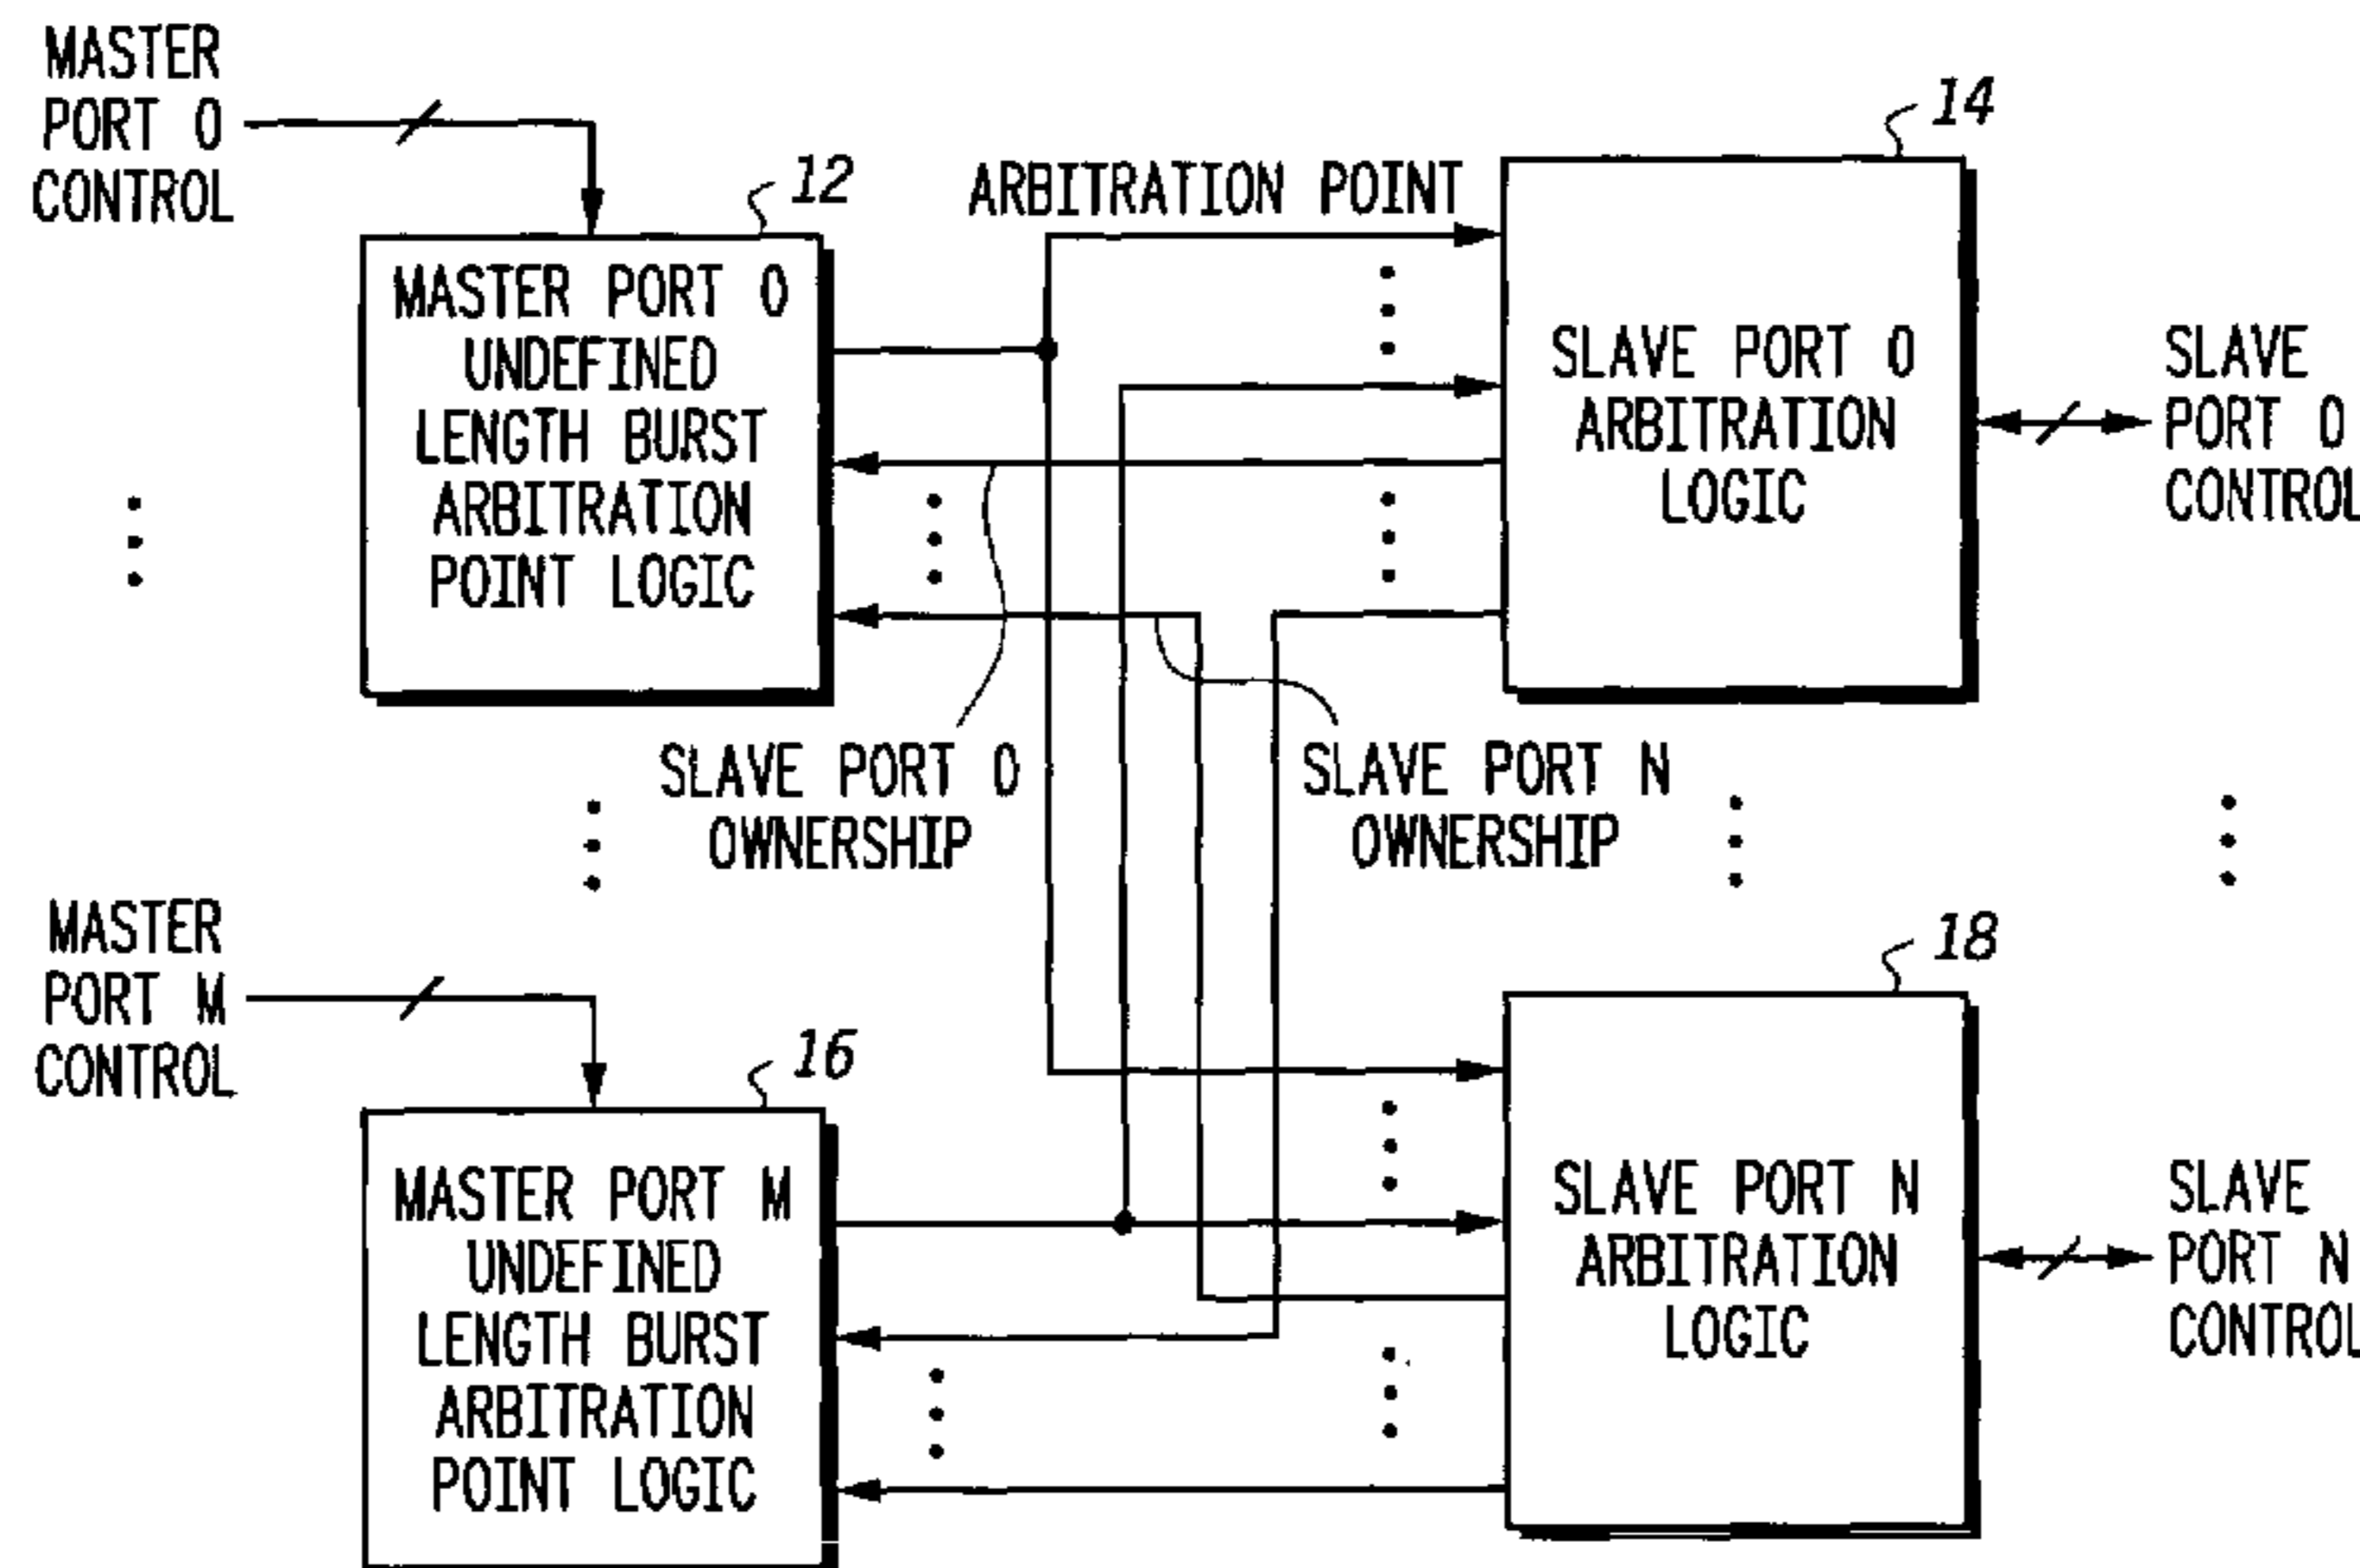 MASTER
PORT 0
CONTROL
12
ARBITRATION POINT
14
MASTER PORT 0
UNDEFINED
LENGTH BURST
ARBITRATION
POINT LOGIC
SLAVE PORT 0
ARBITRATION
LOGIC
SLAVE
PORT 0
CONTROL
SLAVE PORT 0
OWNERSHIP
SLAVE PORT N
OWNERSHIP
MASTER
PORT M
CONTROL
16
18
MASTER PORT M
UNDEFINED
LENGTH BURST
ARBITRATION
POINT LOGIC
SLAVE PORT N
ARBITRATION
LOGIC
SLAVE
PORT N
CONTROL